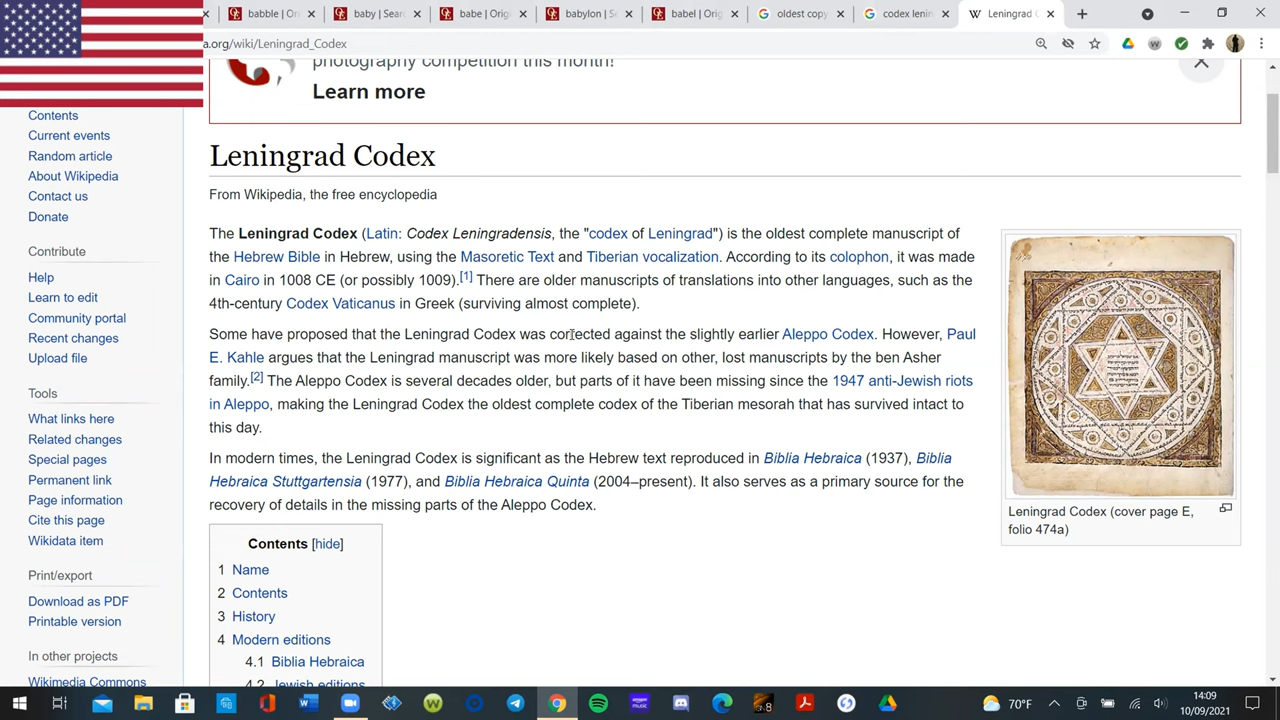 babble | Or
baby | Sear
babe | Orig
babylon | S
babel | Orig
oldest copy
codex lenin
Leningrad C
a.org/wiki/Leningrad_Codex
photography competition this month!
Learn more
Contents
Current events
Random article
About Wikipedia
Contact us
Donate
Contribute
Help
Learn to edit
Community portal
Recent changes
Upload file
Tools
What links here
Related changes
Special pages
Permanent link
Page information
Cite this page
Wikidata item
Print/export
Download as PDF
Printable version
In other projects
Wikimedia Commons
Leningrad Codex
From Wikipedia, the free encyclopedia
The Leningrad Codex (Latin: Codex Leningradensis, the "codex of Leningrad") is the oldest complete manuscript of
the Hebrew Bible in Hebrew, using the Masoretic Text and Tiberian vocalization. According to its colophon, it was made
in Cairo in 1008 CE (or possibly 1009).[1] There are older manuscripts of translations into other languages, such as the
4th-century Codex Vaticanus in Greek (surviving almost complete).
Some have proposed that the Leningrad Codex was corrected against the slightly earlier Aleppo Codex. However, Paul
E. Kahle argues that the Leningrad manuscript was more likely based on other, lost manuscripts by the ben Asher
family.[2] The Aleppo Codex is several decades older, but parts of it have been missing since the 1947 anti-Jewish riots
in Aleppo, making the Leningrad Codex the oldest complete codex of the Tiberian mesorah that has survived intact to
this day.
In modern times, the Leningrad Codex is significant as the Hebrew text reproduced in Biblia Hebraica (1937), Biblia
Hebraica Stuttgartensia (1977), and Biblia Hebraica Quinta (2004–present). It also serves as a primary source for the
recovery of details in the missing parts of the Aleppo Codex.
Contents [hide]
1 Name
2 Contents
3 History
4 Modern editions
4.1 Biblia Hebraica
4.2 Jewish editions
Leningrad Codex (cover page E,
folio 474a)
70°F
14:09
10/09/2021